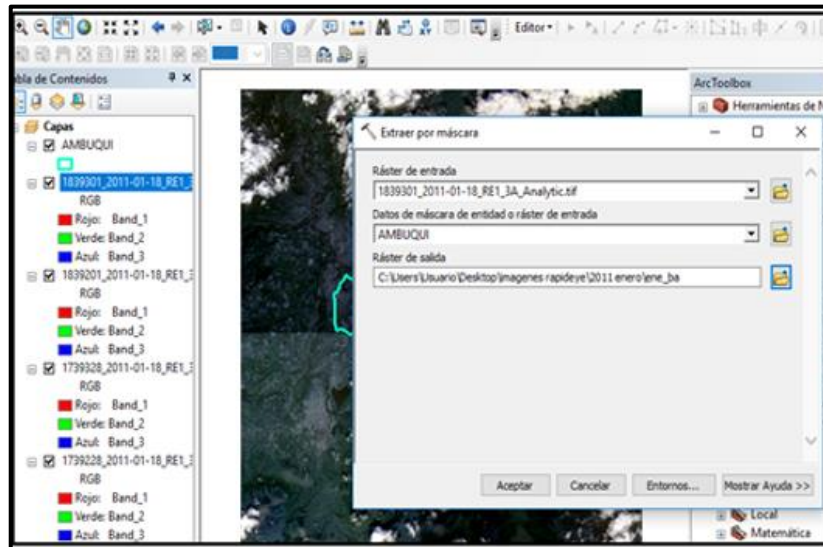 Editor
bla de Contenidos
ArcToolbox
Herramientas de M
Capas
AMBUQUI
1839301_2011-01-18_RE1_3
RGB
Rojo: Band_1
Verde: Band_2
Azul: Band_3
1839201_2011-01-18_RE1_3
RGB
Rojo: Band_1
Verde: Band_2
Azul: Band_3
1739328_2011-01-18_RE1_3
RGB
Rojo: Band_1
Verde: Band_2
Azul: Band_3
1739228_2011-01-18_RE1_3
RGB
Rojo: Band_1
Verde: Band_2
Azul: Band_3
Extraer por máscara
Ráster de entrada
1839301_2011-01-18_RE1_3A_Analytic.tif
Datos de máscara de entidad o ráster de entrada
AMBUQUI
Ráster de salida
C:\Users\Usuario\Desktop\imagenes rapideye\2011 enero\ene_ba
Aceptar Cancelar Entornos... Mostrar Ayuda >>
Local
Matemática